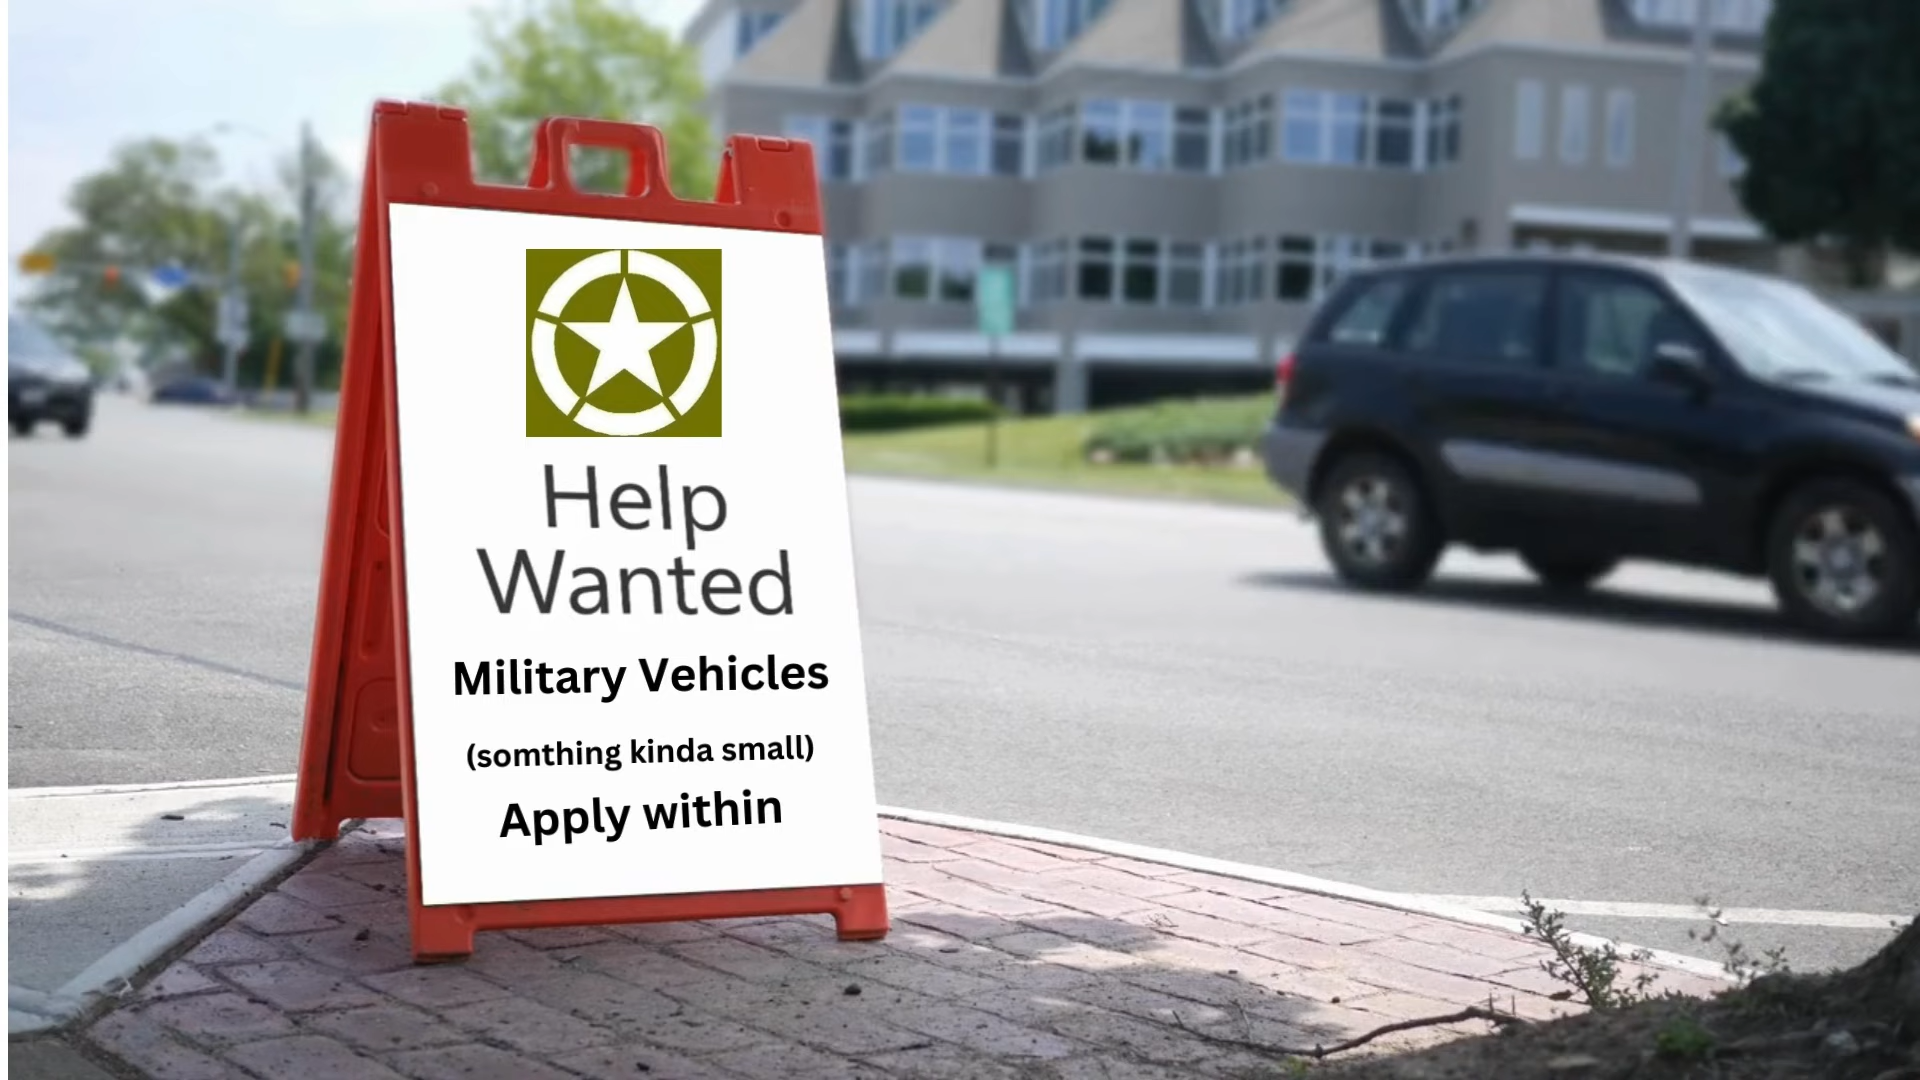 Help
Wanted
Military Vehicles
(somthing kinda small)
Apply within